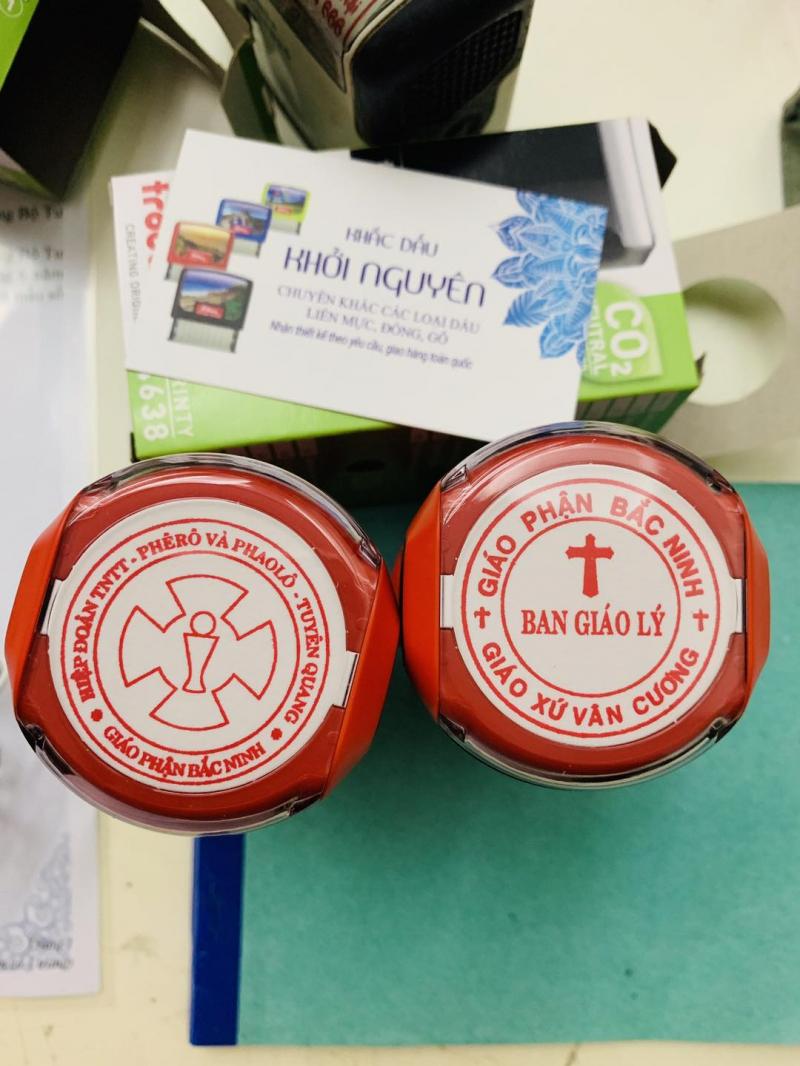 KHẮC DẤU
KHỞI NGUYÊN
CHUYÊN KHẮC CÁC LOẠI DẤU
LIỀN MỰC, ĐỒNG, GỖ
Nhận thiết kế theo yêu cầu, giao hàng toàn quốc
CO2
PRINTY
4638
HIỆP ĐOÀN TNTT - PHÊRÔ VÀ PHAOLÔ - TUYÊN QUANG
GIÁO PHẬN BẮC NINH
GIÁO PHẬN BẮC NINH
BAN GIÁO LÝ
GIÁO XỨ VÂN CƯƠNG